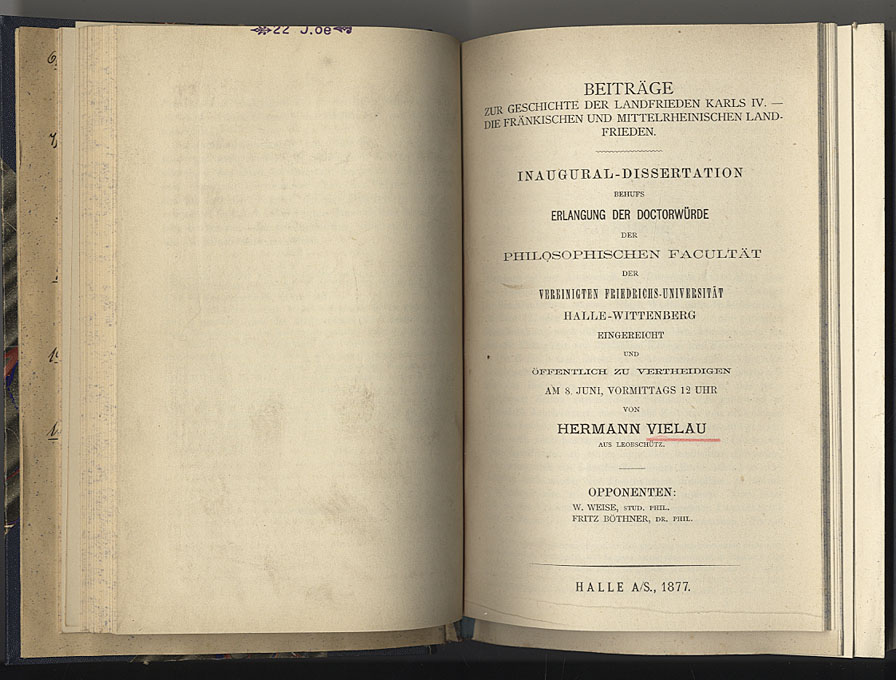 22 J.oe
BEITRÄGE
ZUR GESCHICHTE DER LANDFRIEDEN KARLS IV. —
DIE FRÄNKISCHEN UND MITTELRHEINISCHEN LAND-
FRIEDEN.
INAUGURAL-DISSERTATION
BEHUFS
ERLANGUNG DER DOCTORWÜRDE
DER
PHILOSOPHISCHEN FACULTÄT
DER
VEREINIGTEN FRIEDRICHS-UNIVERSITÄT
HALLE-WITTENBERG
EINGEREICHT
UND
ÖFFENTLICH ZU VERTHEIDIGEN
AM 8. JUNI, VORMITTAGS 12 UHR
VON
HERMANN VIELAU
AUS LEOBSCHÜTZ.
OPPONENTEN:
W. WEISE, STUD. PHIL.
FRITZ BÖTHNER, DR. PHIL.
HALLE A/S., 1877.